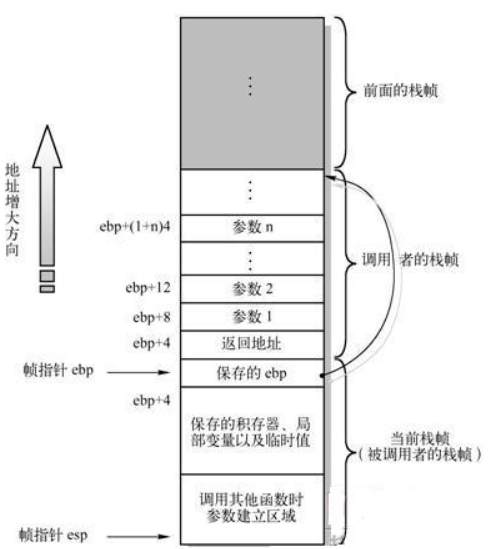 前面的栈帧
地址增大方向
ebp+(1+n)4
参数 n
ebp+12
参数 2
调用者的栈帧
ebp+8
参数 1
ebp+4
返回地址
帧指针 ebp
保存的 ebp
ebp+4
保存的积存器、局
部变量以及临时值
当前栈帧
(被调用者的栈帧)
调用其他函数时
参数建立区域
帧指针 esp